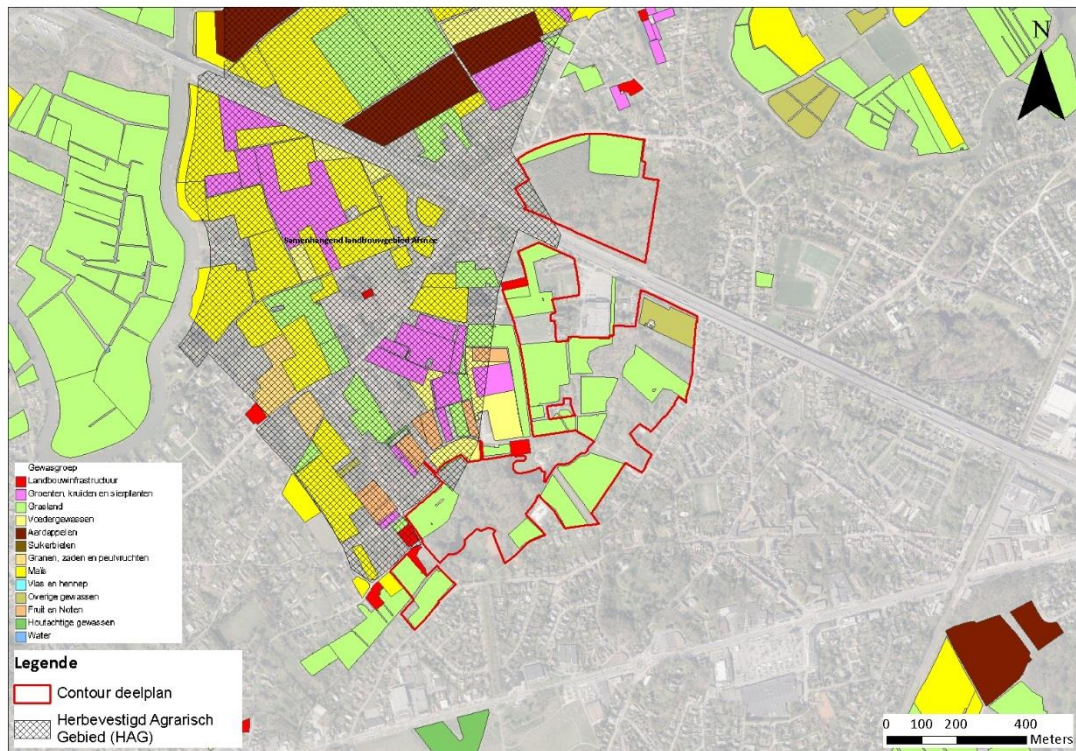 N
Samenhangend landbouwgebied Afsnee
Gewasgroep
Landbouwinfrastructuur
Groenten, kruiden en sierplanten
Grasland
Voedergewassen
Aardappelen
Suikerbieten
Granen, zaden en peulvruchten
Maïs
Vlas en hennep
Overige gewassen
Fruit en Noten
Houtachtige gewassen
Water
Legende
Contour deelplan
Herbevestigd Agrarisch
Gebied (HAG)
0 100 200 400
Meters